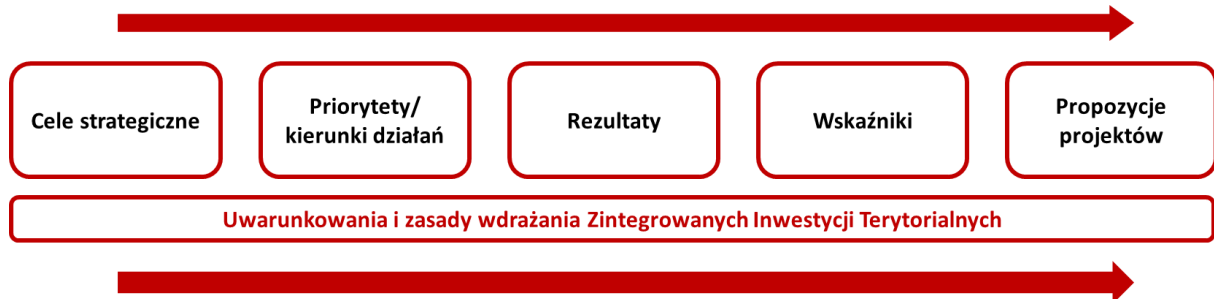 Cele strategiczne
Priorytety/
kierunki działań
Rezultaty
Wskaźniki
Propozycje
projektów
Uwarunkowania i zasady wdrażania Zintegrowanych Inwestycji Terytorialnych